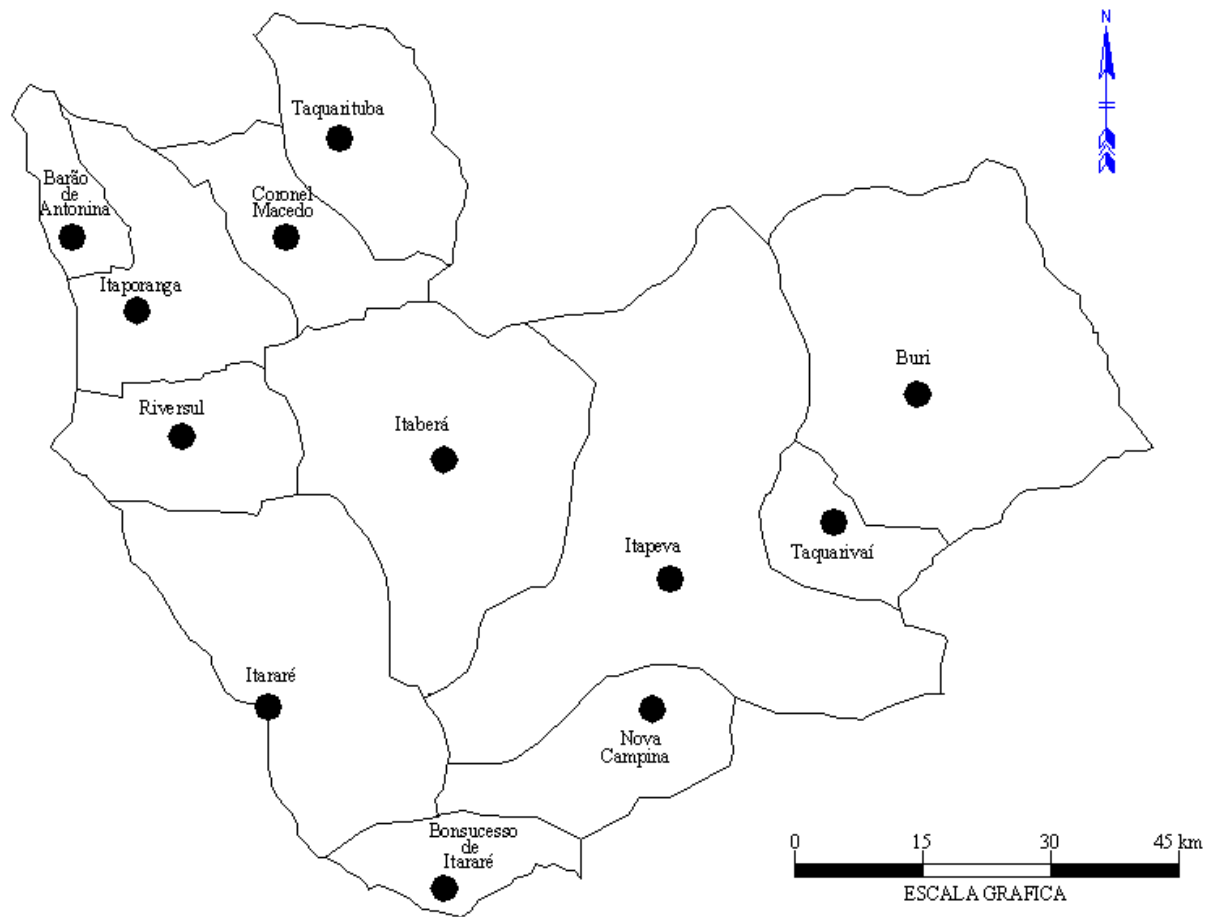 N
Taquarituba
Barão
de
Antonina
Coronel
Macedo
Itaporanga
Buri
Riversul
Itaberá
Itapeva
Taquarivaí
Itararé
Nova
Campina
Bonsucesso
de
Itararé
0 15 30 45 km
ESCALA GRAFICA